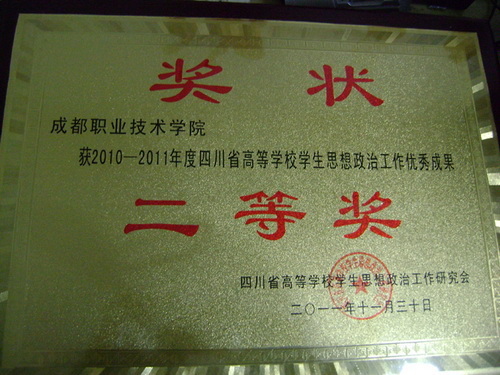 奖状
成都职业技术学院
获2010—2011年度四川省高等学校学生思想政治工作优秀成果
二等奖
四川省高等学校学生思想政治工作研究会
二〇一一年十一月三十日